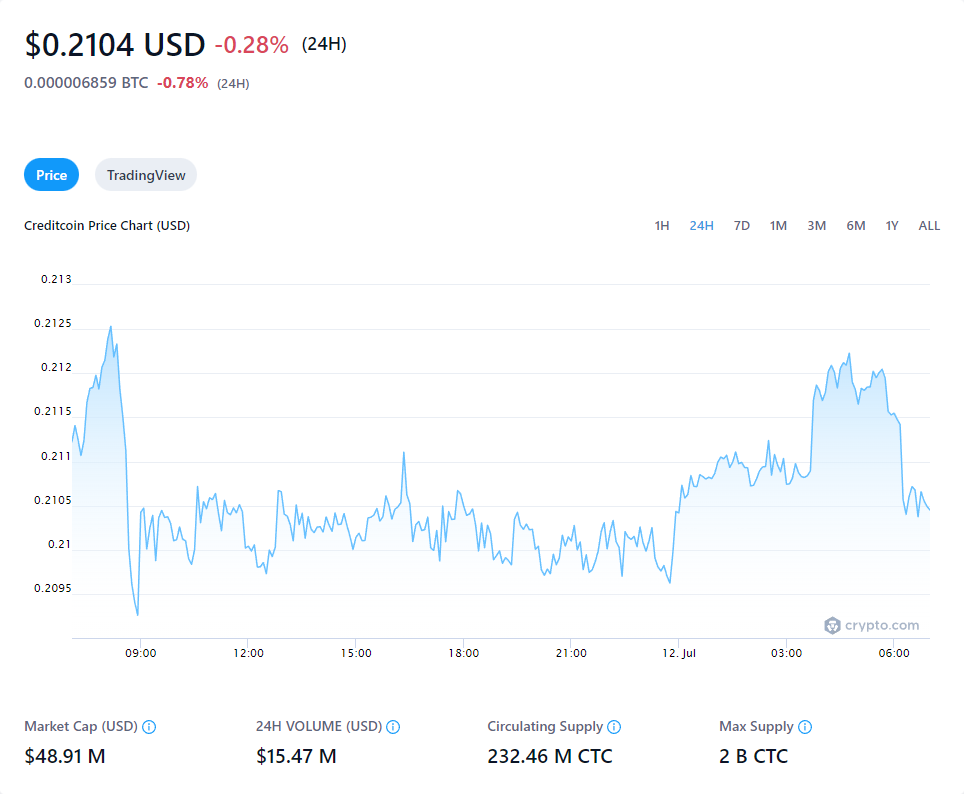 $0.2104 USD -0.28% (24H)
0.000006859 BTC -0.78% (24H)
Price TradingView
Creditcoin Price Chart (USD) 1H 24H 7D 1M 3M 6M 1Y ALL
0.213
0.2125
0.212
0.2115
0.211
0.2105
0.21
0.2095
crypto.com
09:00 12:00 15:00 18:00 21:00 12. Jul 03:00 06:00
Market Cap (USD) 24H VOLUME (USD) Circulating Supply Max Supply
$48.91 M $15.47 M 232.46 M CTC 2 B CTC